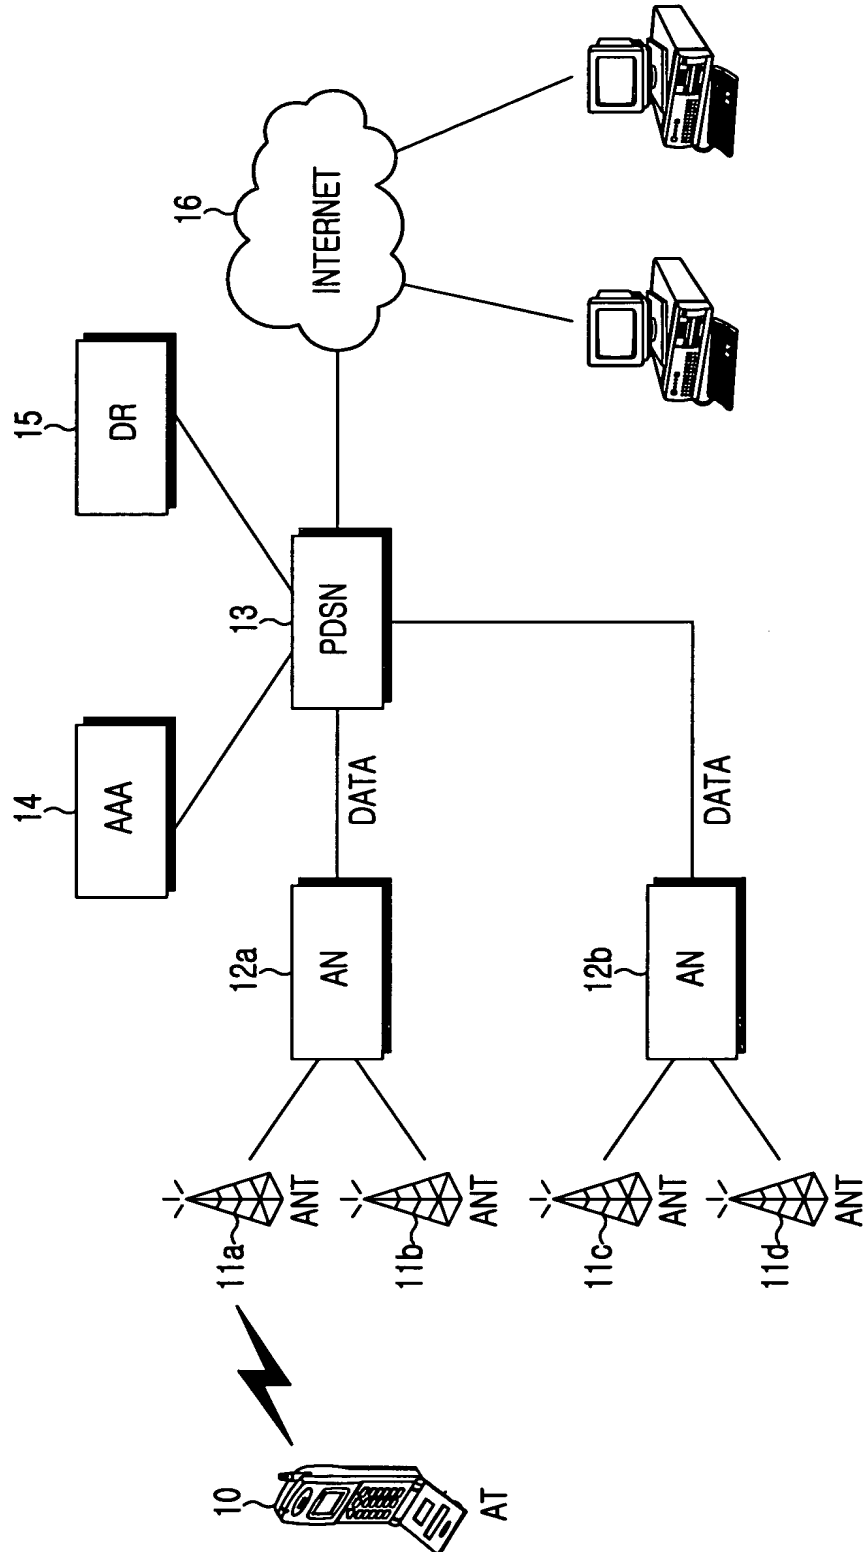 14
AAA
15
DR
16
INTERNET
13
PDSN
12a
AN
DATA
12b
AN
DATA
11a
ANT
11b
ANT
11c
ANT
11d
ANT
10
AT